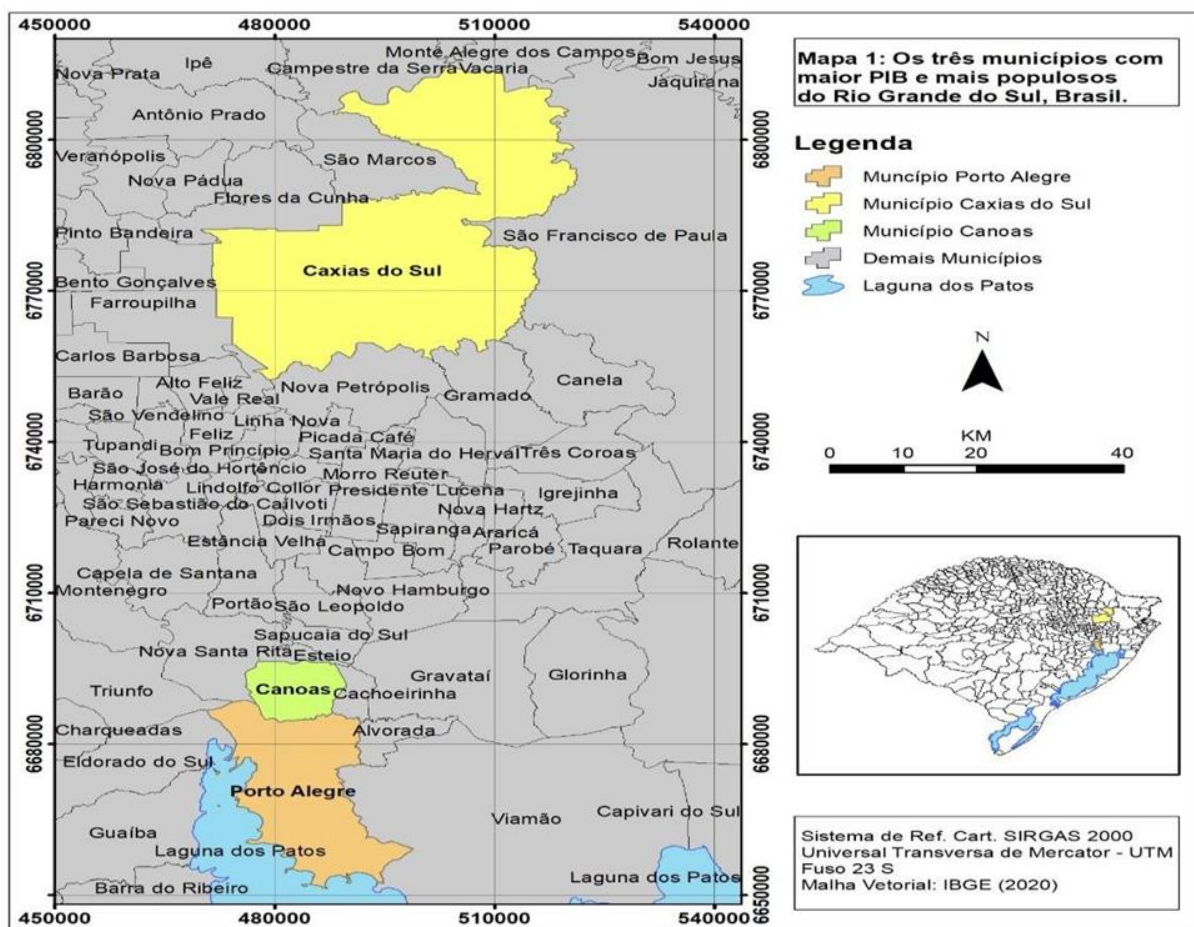 450000 480000 510000 540000
Monte Alegre dos Campos
Bom Jesus
Ipê
Nova Prata
Campestre da Serra Vacaria
Jaquirana
Antônio Prado
6800000
6800000
Veranópolis
São Marcos
Nova Pádua
Flores da Cunha
Pinto Bandeira
São Francisco de Paula
Caxias do Sul
Bento Gonçalves
6770000
6770000
Farroupilha
Carlos Barbosa
Alto Feliz
Nova Petrópolis
Canela
Barão
Vale Real
Gramado
São Vendelino
Linha Nova
Feliz
Picada Café
6740000
6740000
Tupandi
Bom Princípio
Santa Maria do Herval
Três Coroas
São José do Hortêncio
Morro Reuter
Harmonia
Lindolfo Collor
Presidente Lucena
Igrejinha
São Sebastião do Caílvoti
Nova Hartz
Pareci Novo
Dois Irmãos
Sapiranga
Araricá
Estância Velha
Campo Bom
Parobé
Taquara
Rolante
Capela de Santana
Montenegro
Novo Hamburgo
6710000
6710000
Portão
São Leopoldo
Sapucaia do Sul
Nova Santa Rita
Esteio
Gravataí
Glorinha
Triunfo
Canoas
Cachoeirinha
Charqueadas
Alvorada
6680000
6680000
Eldorado do Sul
Porto Alegre
Capivari do Sul
Viamão
Guaíba
Laguna dos Patos
Laguna dos Patos
Barra do Ribeiro
6650000
6650000
450000 480000 510000 540000
Mapa 1: Os três municípios com
maior PIB e mais populosos
do Rio Grande do Sul, Brasil.
Legenda
Muncípio Porto Alegre
Município Caxias do Sul
Município Canoas
Demais Municípios
Laguna dos Patos
N
KM
0 10 20 40
Sistema de Ref. Cart. SIRGAS 2000
Universal Transversa de Mercator - UTM
Fuso 23 S
Malha Vetorial: IBGE (2020)